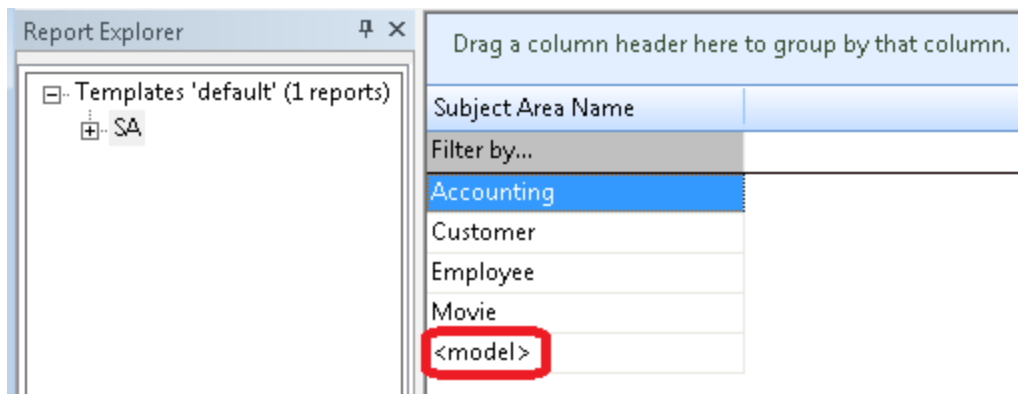 Report Explorer
Templates 'default' (1 reports)
SA
Drag a column header here to group by that column.
Subject Area Name
Filter by...
Accounting
Customer
Employee
Movie
<model>